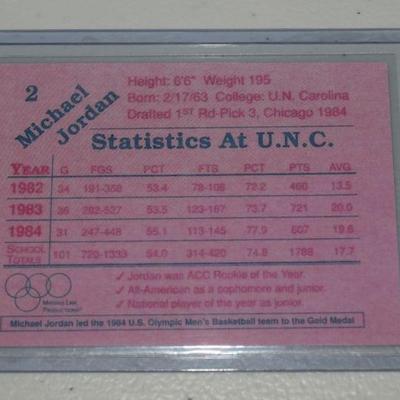 2
Michael
Jordan
Height: 6'6" Weight 195
Born: 2/17/63 College: U.N. Carolina
Drafted 1ST Rd-Pick 3, Chicago 1984
Statistics At U.N.C.
YEAR G FGS PCT FTS PCT PTS AVG
1982 34 191-358 53.4 78-108 72.2 460 13.5
1983 36 282-527 53.5 123-167 73.7 721 20.0
1984 31 247-448 55.1 113-145 77.9 607 19.6
SCHOOL
TOTALS 101 720-1333 54.0 314-420 74.8 1788 17.7
✓ Jordan was ACC Rookie of the Year.
✓ All-American as a sophomore and junior.
✓ National player of the year as junior.
Missing Link
Productions
Michael Jordan led the 1984 U.S. Olympic Men's Basketball team to the Gold Medal